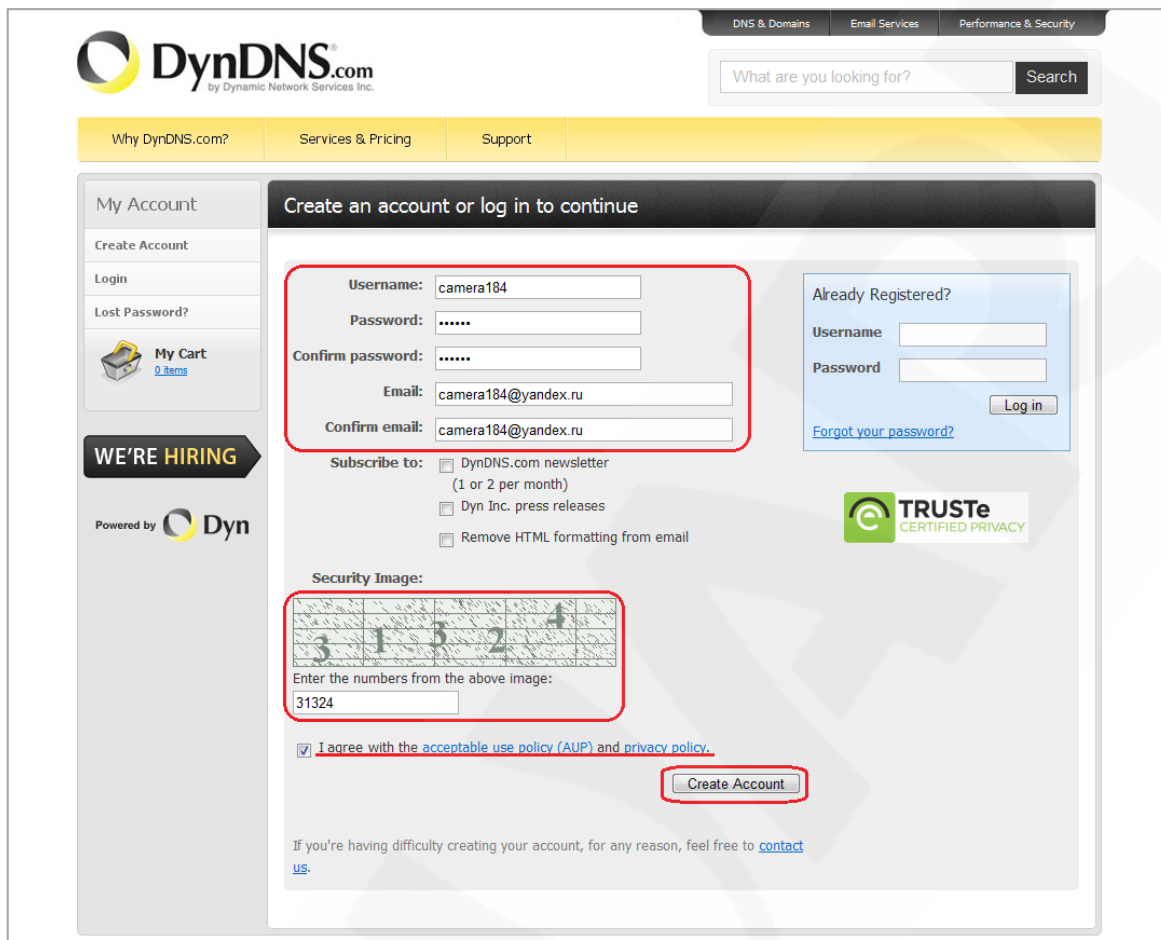 DNS & Domains Email Services Performance & Security
DynDNS.com
by Dynamic Network Services Inc.
What are you looking for? Search
Why DynDNS.com? Services & Pricing Support
My Account
Create Account
Login
Lost Password?
My Cart
0 items
WE'RE HIRING
Powered by Dyn
Create an account or log in to continue
Username: camera184
Password: ••••••
Confirm password: ••••••
Email: camera184@yandex.ru
Confirm email: camera184@yandex.ru
Subscribe to: DynDNS.com newsletter
(1 or 2 per month)
Dyn Inc. press releases
Remove HTML formatting from email
Security Image:
3 1 3 2 4
Enter the numbers from the above image:
31324
I agree with the acceptable use policy (AUP) and privacy policy.
Create Account
If you're having difficulty creating your account, for any reason, feel free to contact
us.
Already Registered?
Username
Password
Log in
Forgot your password?
TRUSTe
CERTIFIED PRIVACY